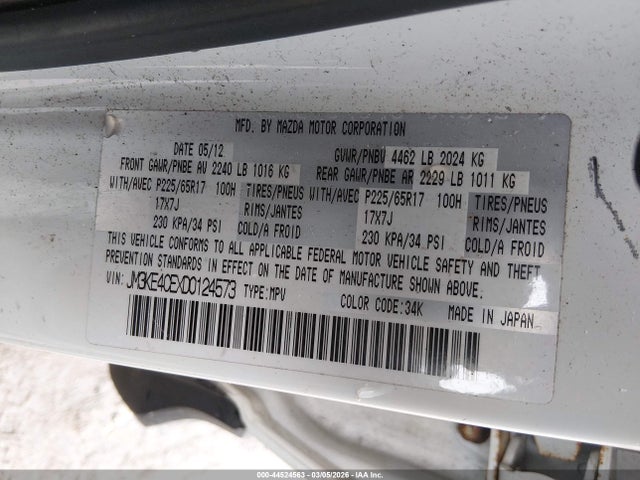 MFD. BY MAZDA MOTOR CORPORATION
DATE 05/12 GVWR/PNBV 4462 LB 2024 KG
FRONT GAWR/PNBE AV 2240 LB 1016 KG REAR GAWR/PNBE AR 2229 LB 1011 KG
WITH/AVEC P225/65R17 100H TIRES/PNEUS WITH/AVEC P225/65R17 100H TIRES/PNEUS
17X7J RIMS/JANTES 17X7J RIMS/JANTES
230 KPA/34 PSI COLD/A FROID 230 KPA/34 PSI COLD/A FROID
THIS VEHICLE CONFORMS TO ALL APPLICABLE FEDERAL MOTOR VEHICLE SAFETY AND THEFT
PREVENTION STANDARDS IN EFFECT ON THE DATE OF MANUFACTURE SHOWN ABOVE.
VIN: JM3KE4CEXD0124573 TYPE: MPV COLOR CODE: 34K MADE IN JAPAN
000-44524563 - 03/05/2026 - IAA Inc.